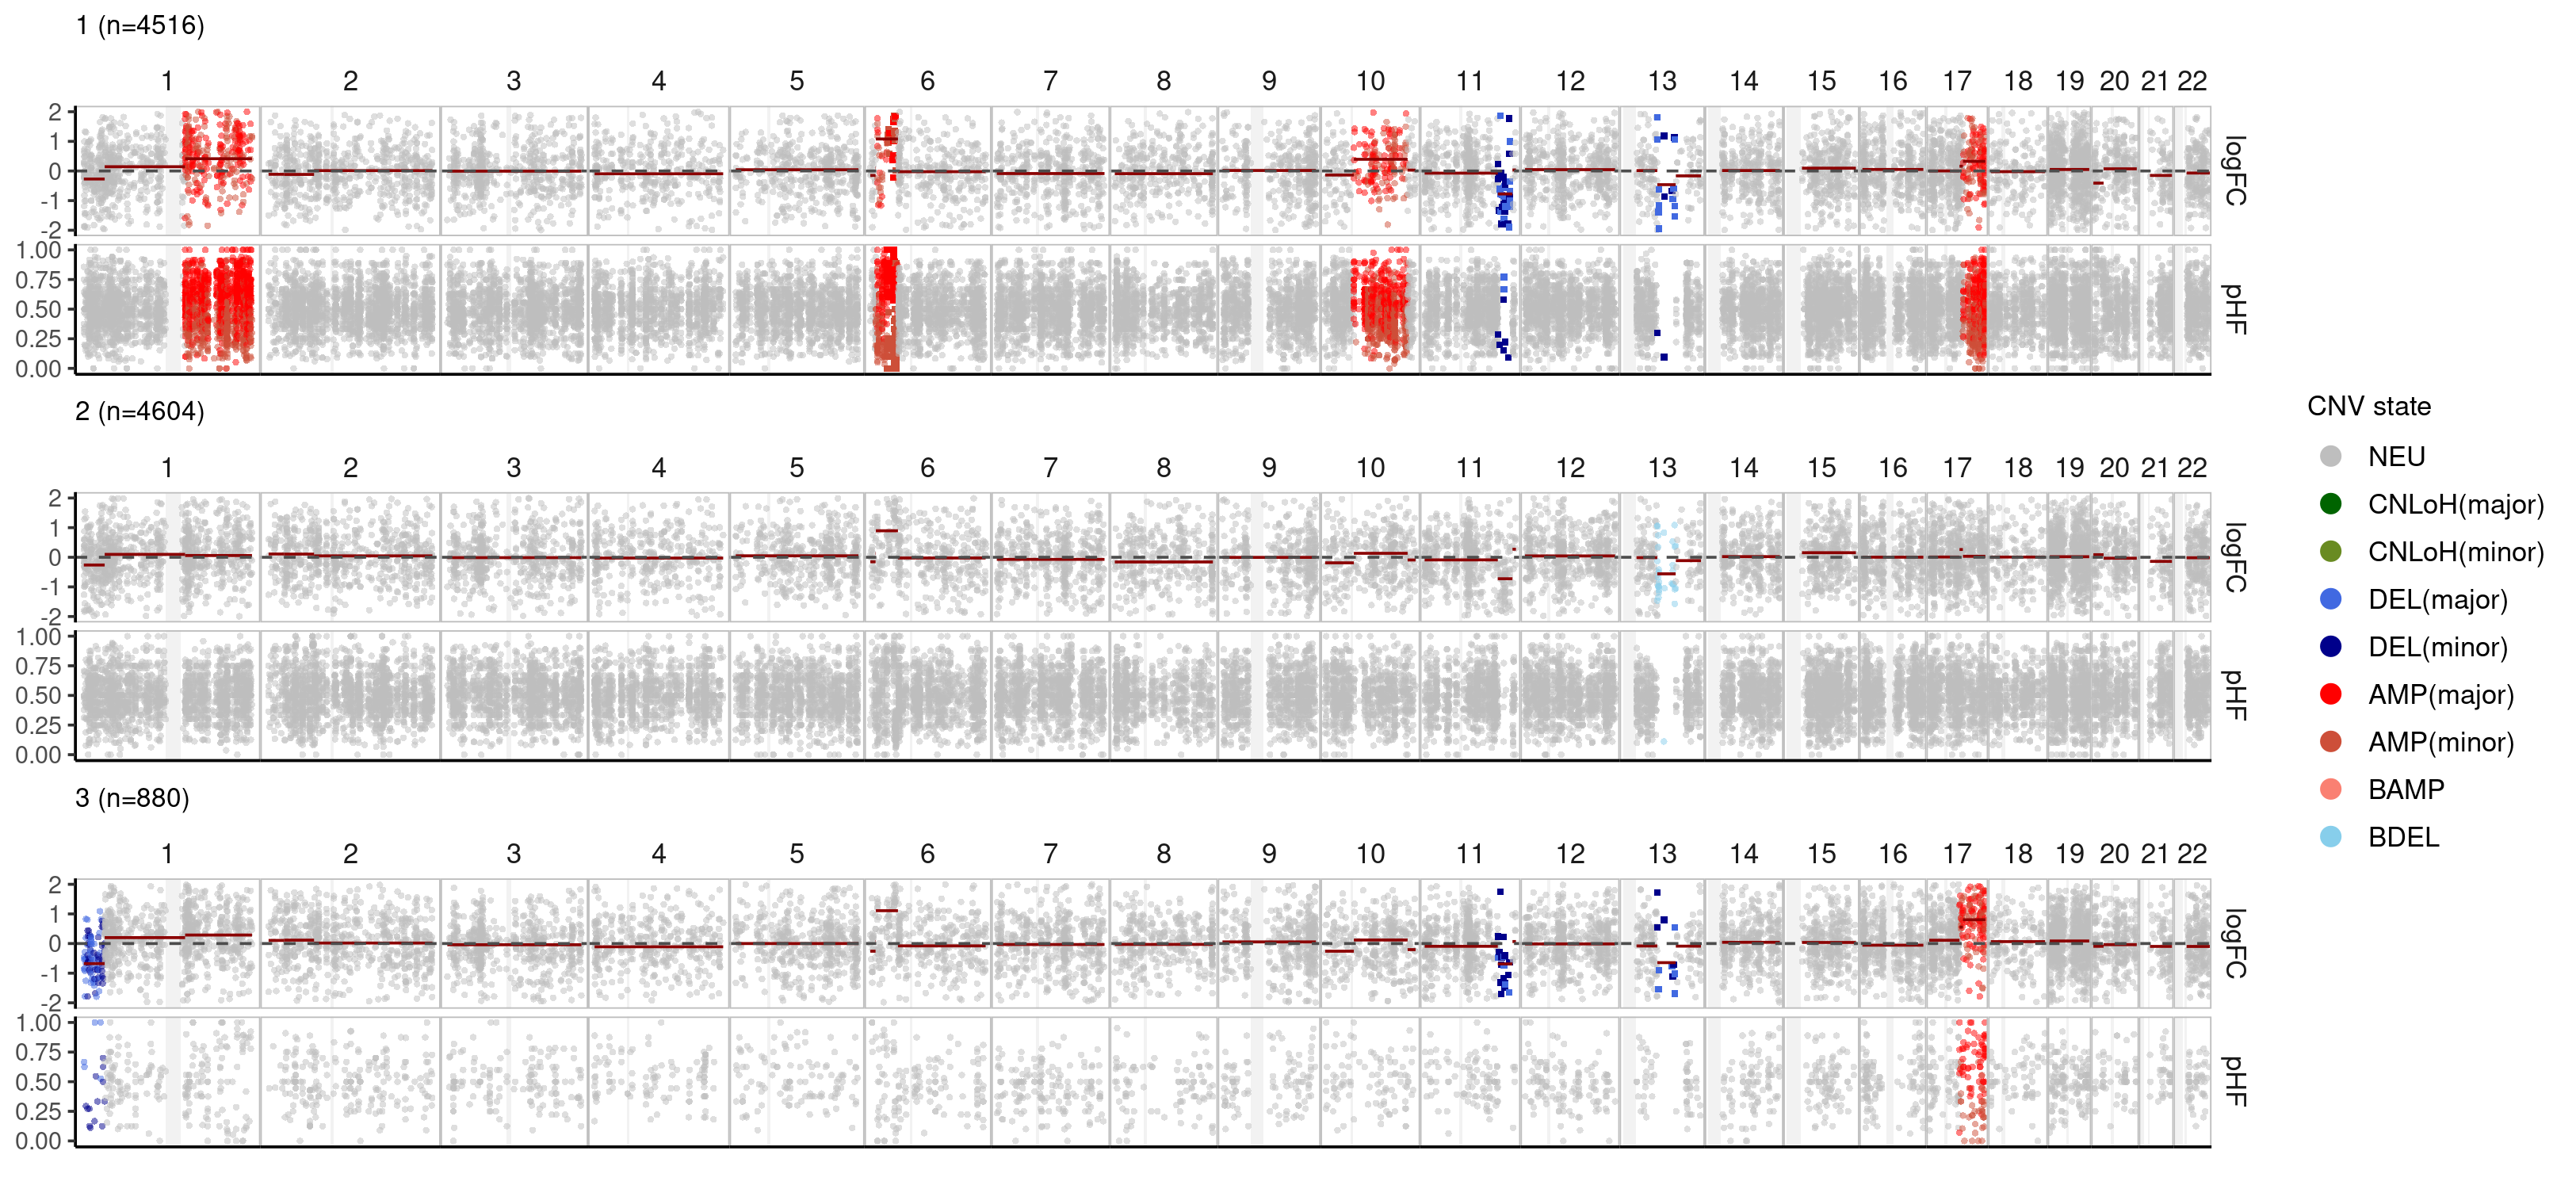 1 (n=4516)
1 2 3 4 5 6 7 8 9 10 11 12 13 14 15 16 17 18 19 20 21 22
2
1
0
-1
-2
logFC
1.00
0.75
0.50
0.25
0.00
pHF
2 (n=4604)
1 2 3 4 5 6 7 8 9 10 11 12 13 14 15 16 17 18 19 20 21 22
2
1
0
-1
-2
logFC
1.00
0.75
0.50
0.25
0.00
pHF
3 (n=880)
1 2 3 4 5 6 7 8 9 10 11 12 13 14 15 16 17 18 19 20 21 22
2
1
0
-1
-2
logFC
1.00
0.75
0.50
0.25
0.00
pHF
CNV state
NEU
CNLoH(major)
CNLoH(minor)
DEL(major)
DEL(minor)
AMP(major)
AMP(minor)
BAMP
BDEL